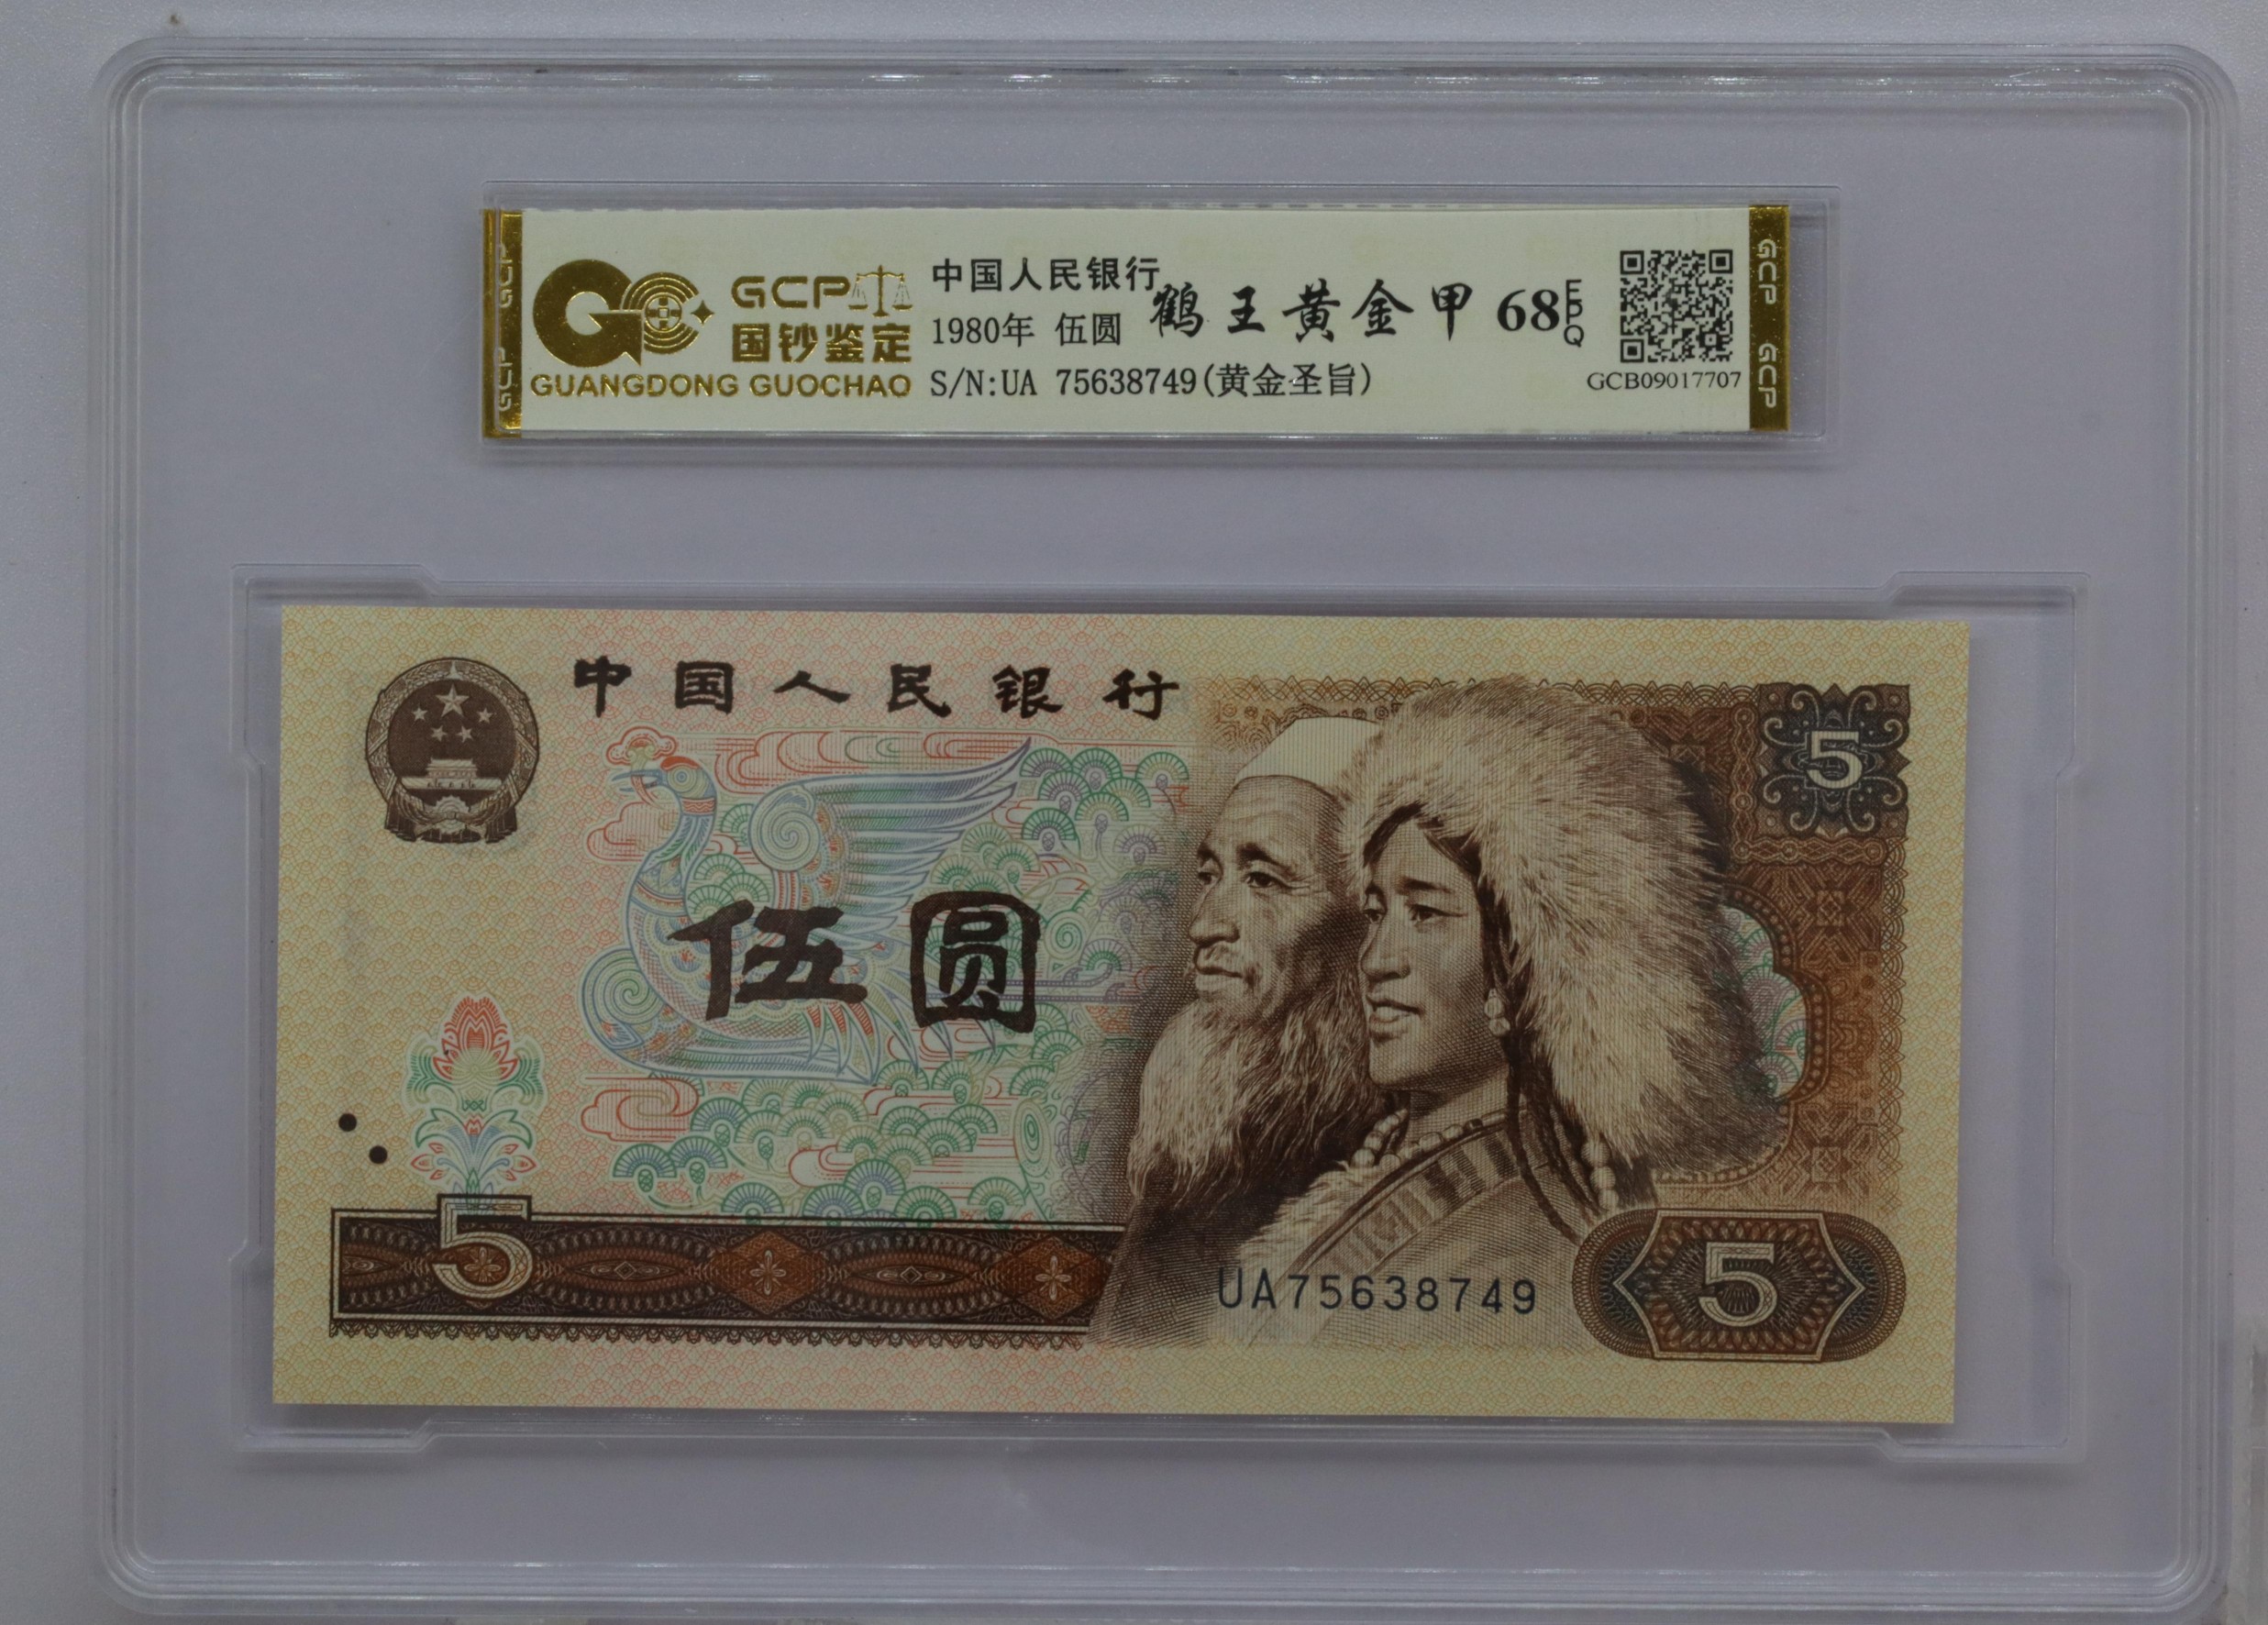 GCP
国钞鉴定
GUANGDONG GUOCHAO
中国人民银行
1980年 伍圆
鹤王黄金甲 68 EPQ
S/N:UA 75638749(黄金圣旨)
GCB09017707
GCP GCP
GCP GCP
中国人民银行
5
伍圆
5
UA75638749
5